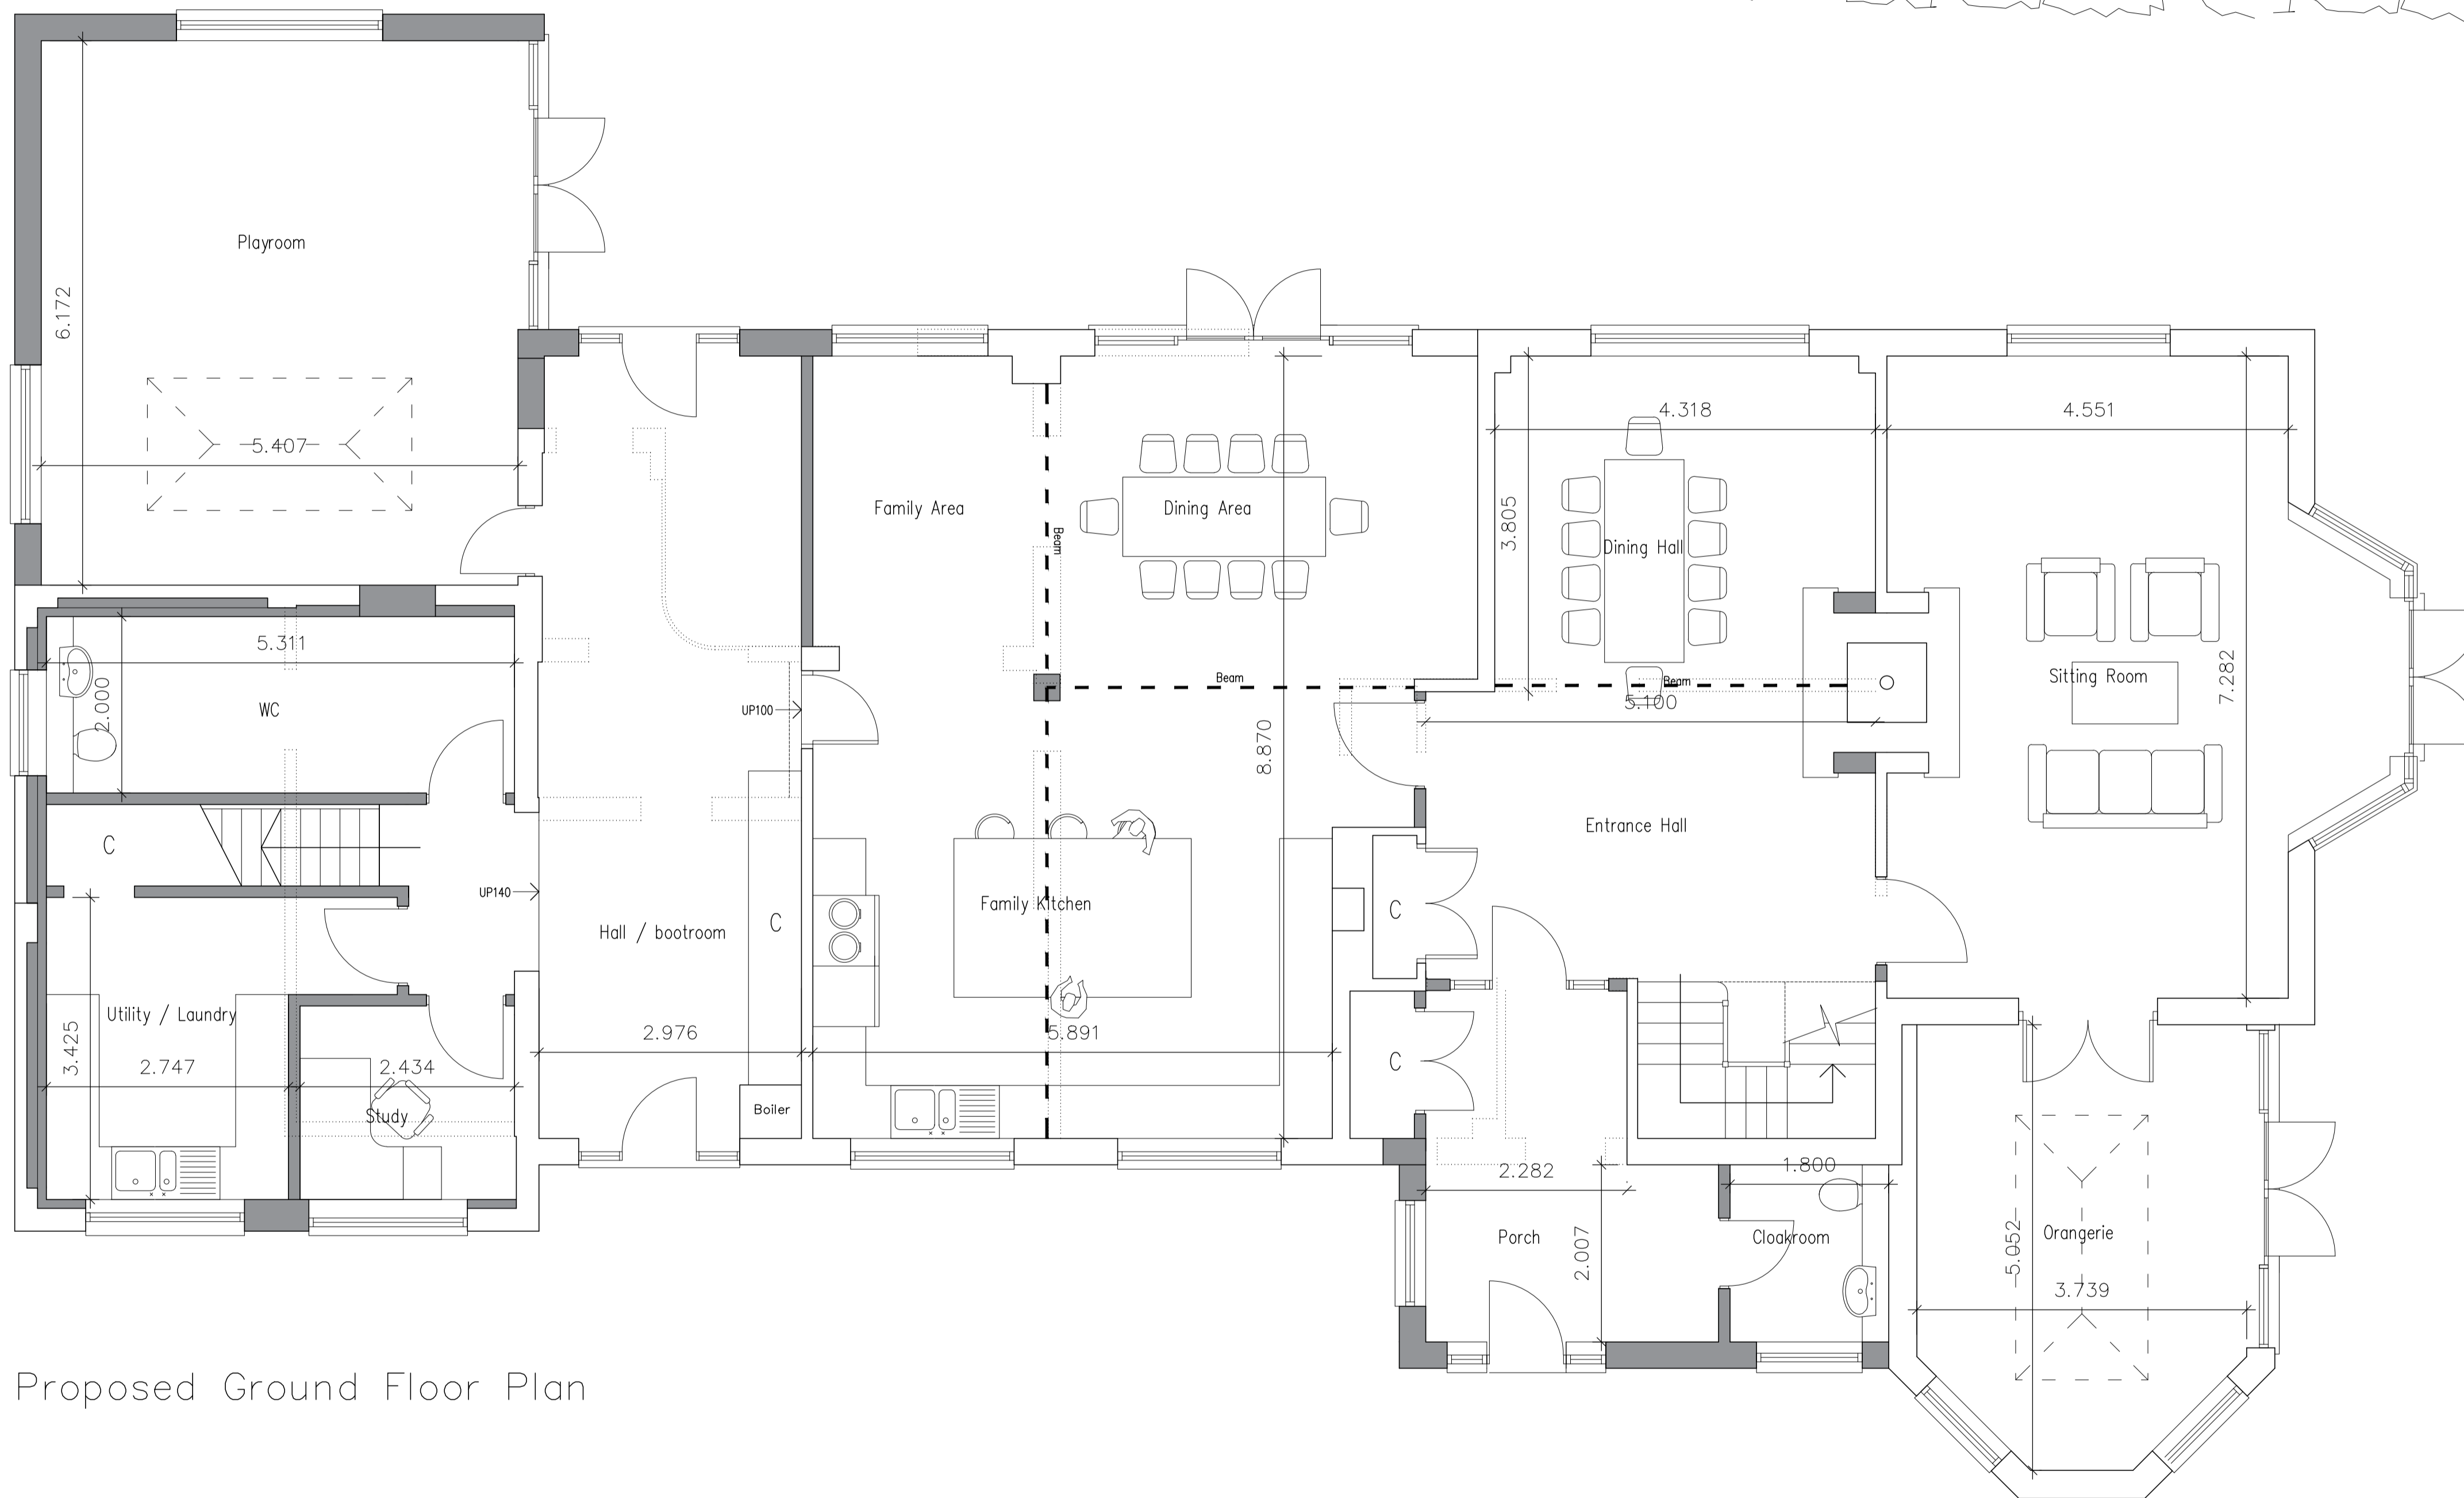 Playroom
6.172
5.407
4.318
4.551
Family Area
Dining Area
3.805
Beam
Dining Hall
5.311
2.000
WC
UP100
Beam
Beam
5.100
Sitting Room
7.282
8.870
C
Entrance Hall
UP140
Hall / bootroom
C
Family Kitchen
C
Utility / Laundry
3.425
2.747
2.434
Study
2.976
5.891
C
Boiler
2.282
1.800
Porch
2.007
Cloakroom
5.052
Orangerie
3.739
Proposed Ground Floor Plan